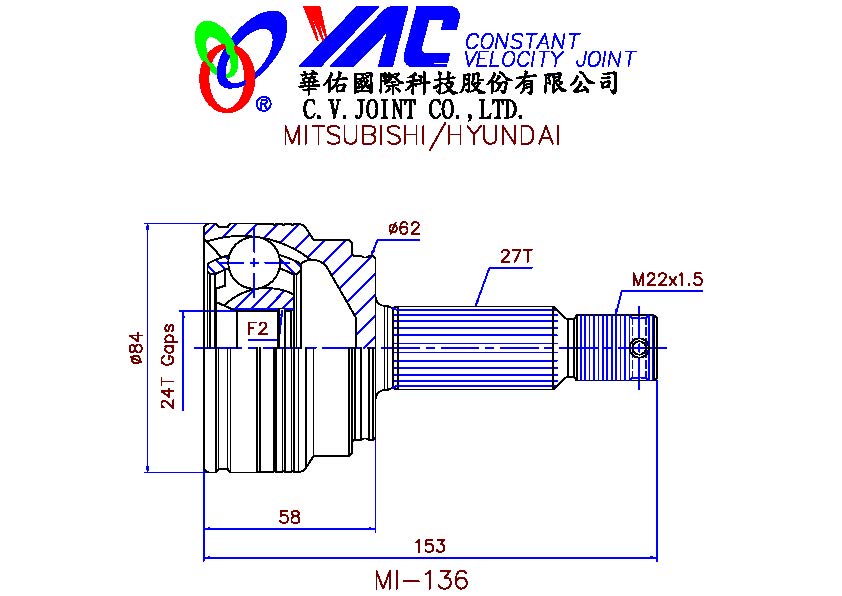 YAC CONSTANT
VELOCITY JOINT
華佑國際科技股份有限公司
®
C.V.JOINT CO.,LTD.
MITSUBISHI/HYUNDAI
ø62
27T
M22x1.5
F2
ø84
24T Gaps
58
153
MI-136